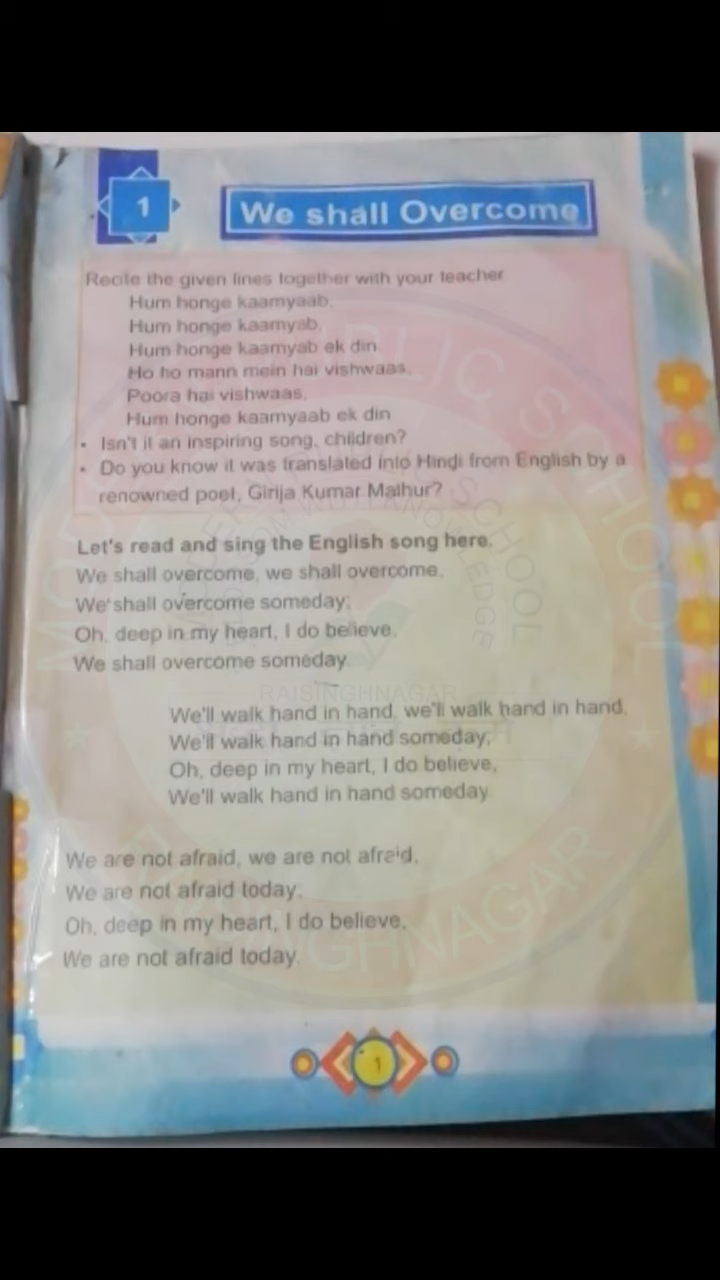 1
We shall Overcome
Recite the given lines together with your teacher
Hum honge kaamyaab,
Hum honge kaamyab,
Hum honge kaamyab ek din
Ho ho mann mein hai vishwaas,
Poora hai vishwaas,
Hum honge kaamyaab ek din
• Isn't it an inspiring song, children?
• Do you know it was translated into Hindi from English by a
renowned poet, Girija Kumar Mathur?
Let's read and sing the English song here.
We shall overcome, we shall overcome,
We shall overcome someday;
Oh, deep in my heart, I do believe,
We shall overcome someday.
RAISINGHNAGAR
We'll walk hand in hand, we'll walk hand in hand,
We'll walk hand in hand someday;
Oh, deep in my heart, I do believe,
We'll walk hand in hand someday.
We are not afraid, we are not afraid,
We are not afraid today;
Oh, deep in my heart, I do believe,
We are not afraid today.
1